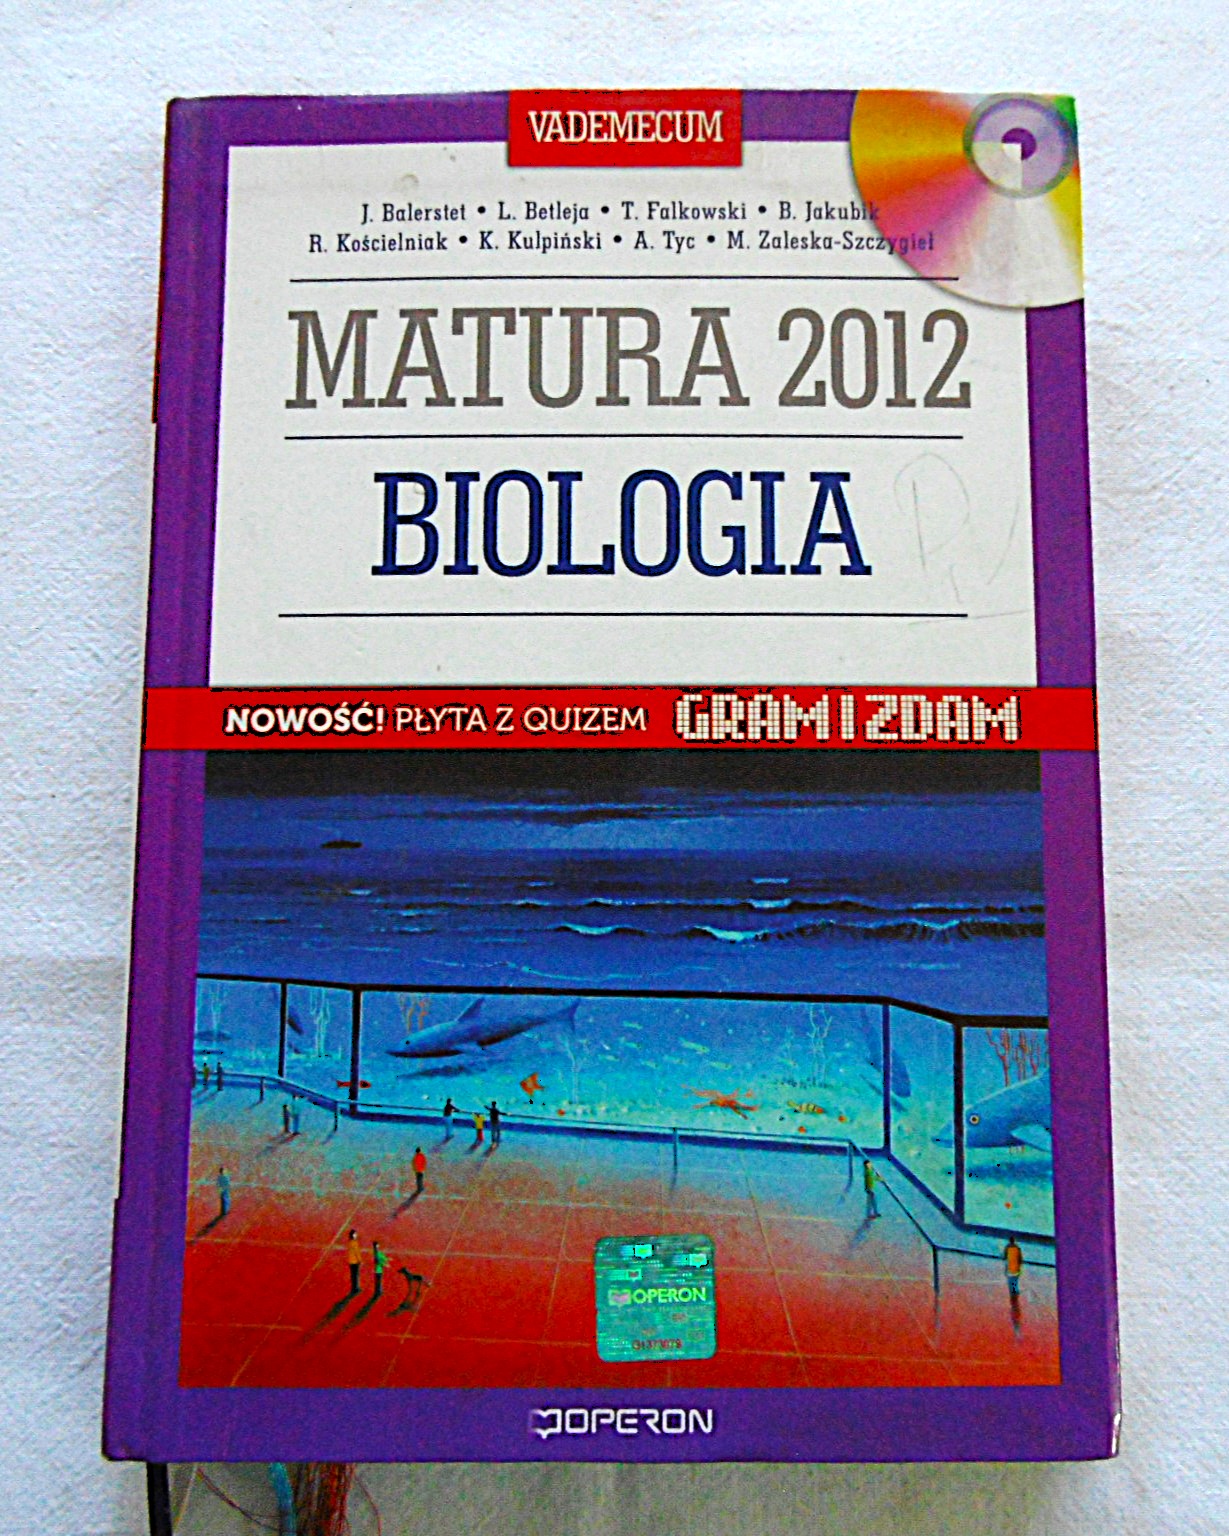 VADEMECUM
J. Balerstet • L. Betleja • T. Falkowski • B. Jakubik
R. Kościelniak • K. Kulpiński • A. Tyc • M. Zaleska-Szczygieł
MATURA 2012
BIOLOGIA
NOWOŚĆ! PŁYTA Z QUIZEM GRAM I ZDAM
OPERON
OPERON